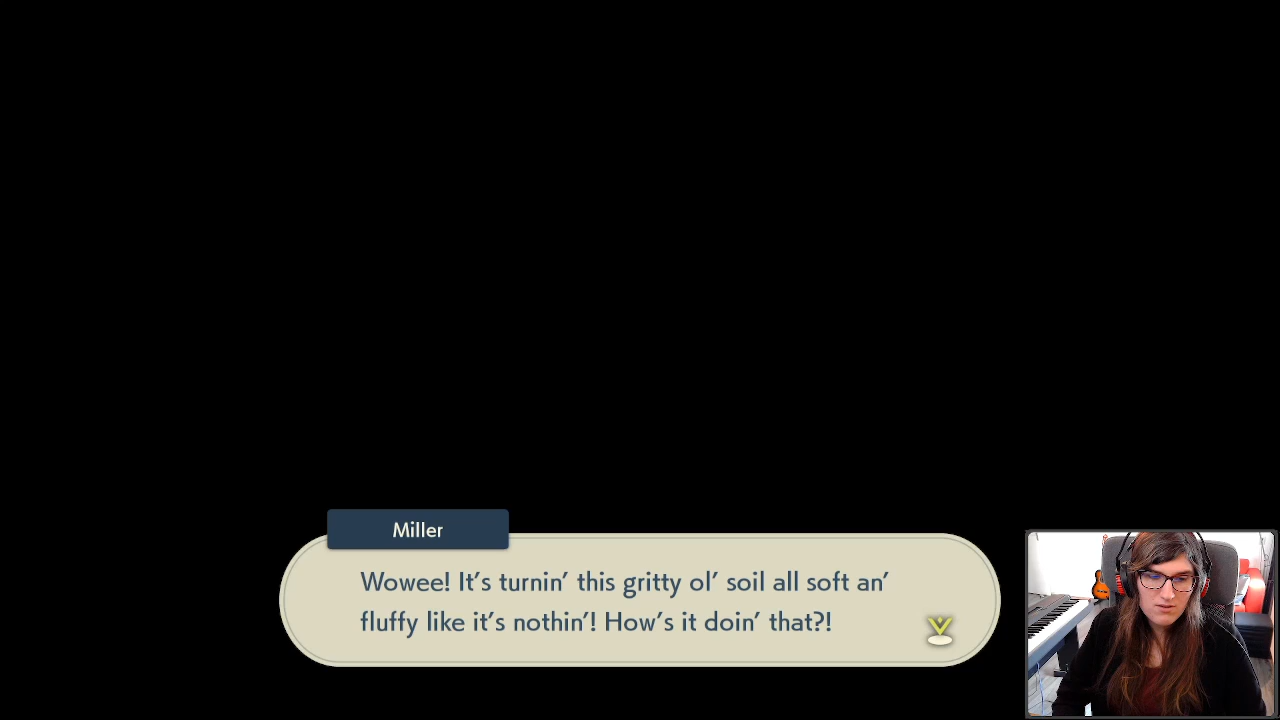 Miller
Wowee! It's turnin' this gritty ol' soil all soft an'
fluffy like it's nothin'! How's it doin' that?!